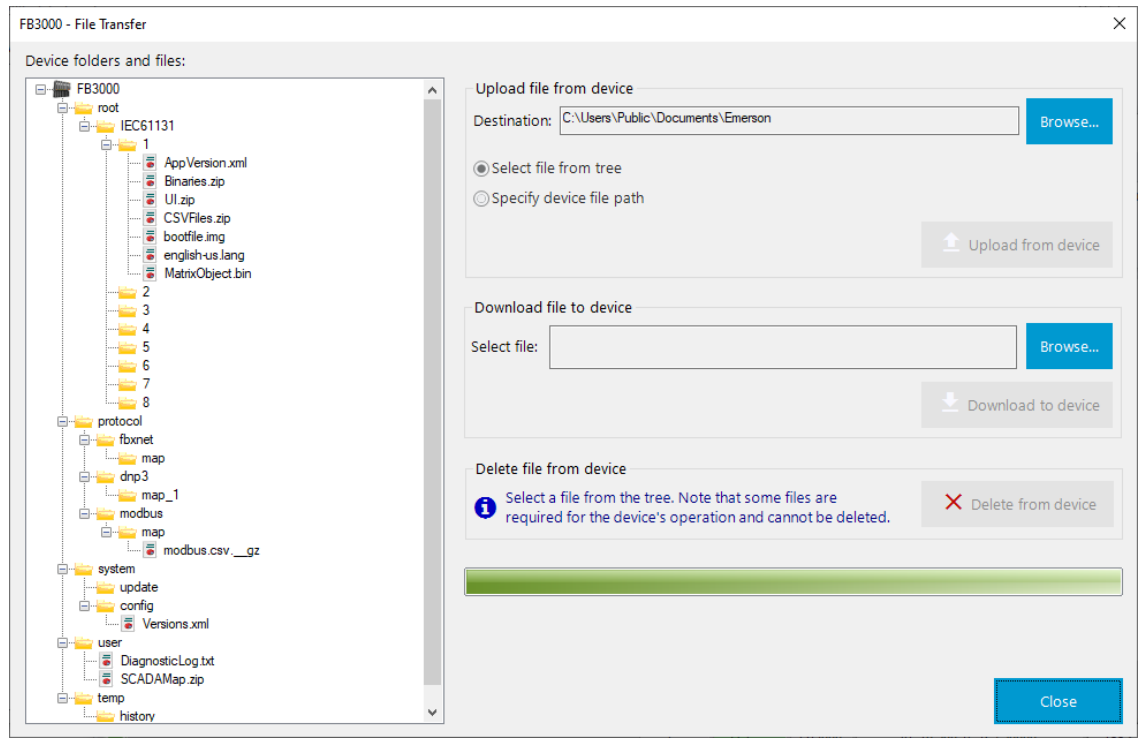 FB3000 - File Transfer
Device folders and files:
FB3000
root
IEC61131
1
AppVersion.xml
Binaries.zip
UI.zip
CSVFiles.zip
bootfile.img
english-us.lang
MatrixObject.bin
2
3
4
5
6
7
8
protocol
fbxnet
map
dnp3
map_1
modbus
map
modbus.csv.__gz
system
update
config
Versions.xml
user
DiagnosticLog.txt
SCADAMap.zip
temp
history
Upload file from device
Destination: C:\Users\Public\Documents\Emerson Browse...
Select file from tree
Specify device file path
Upload from device
Download file to device
Select file: Browse...
Download to device
Delete file from device
Select a file from the tree. Note that some files are
required for the device's operation and cannot be deleted.
Delete from device
Close